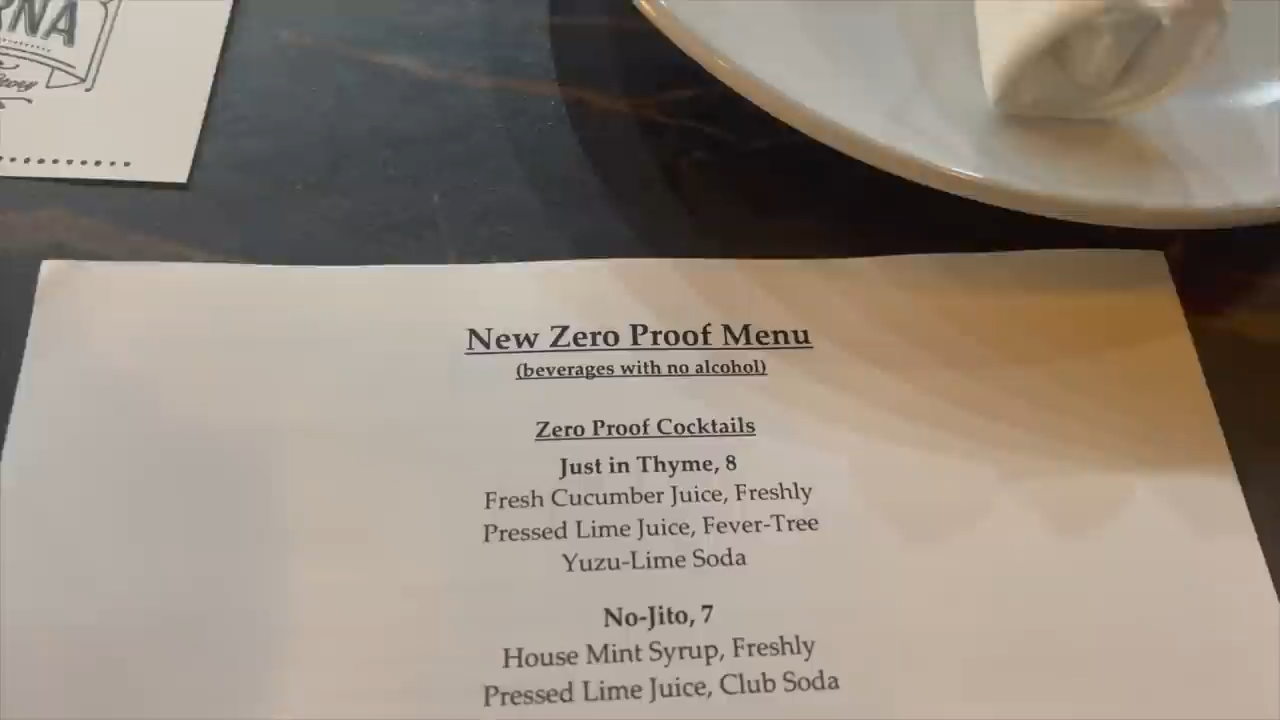 New Zero Proof Menu
(beverages with no alcohol)
Zero Proof Cocktails
Just in Thyme, 8
Fresh Cucumber Juice, Freshly
Pressed Lime Juice, Fever-Tree
Yuzu-Lime Soda
No-Jito, 7
House Mint Syrup, Freshly
Pressed Lime Juice, Club Soda